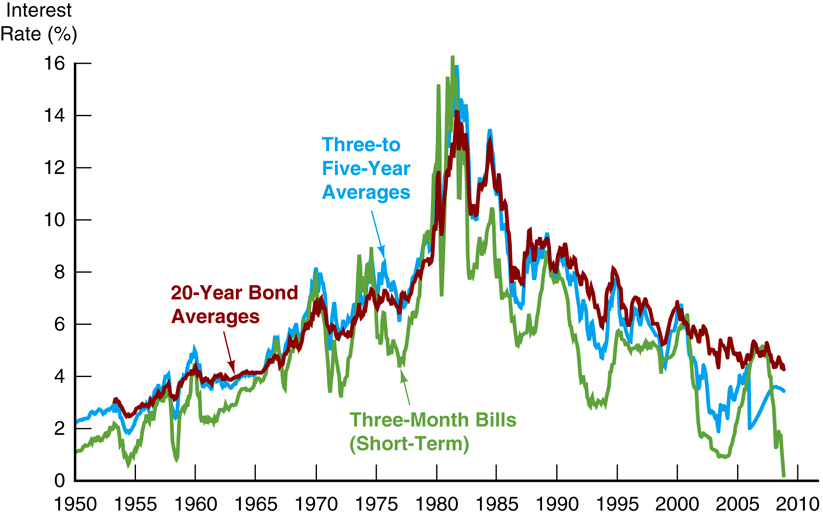 Interest
Rate (%)
16
14
12
10
8
6
4
2
0
Three-to
Five-Year
Averages
20-Year Bond
Averages
Three-Month Bills
(Short-Term)
1950 1955 1960 1965 1970 1975 1980 1985 1990 1995 2000 2005 2010